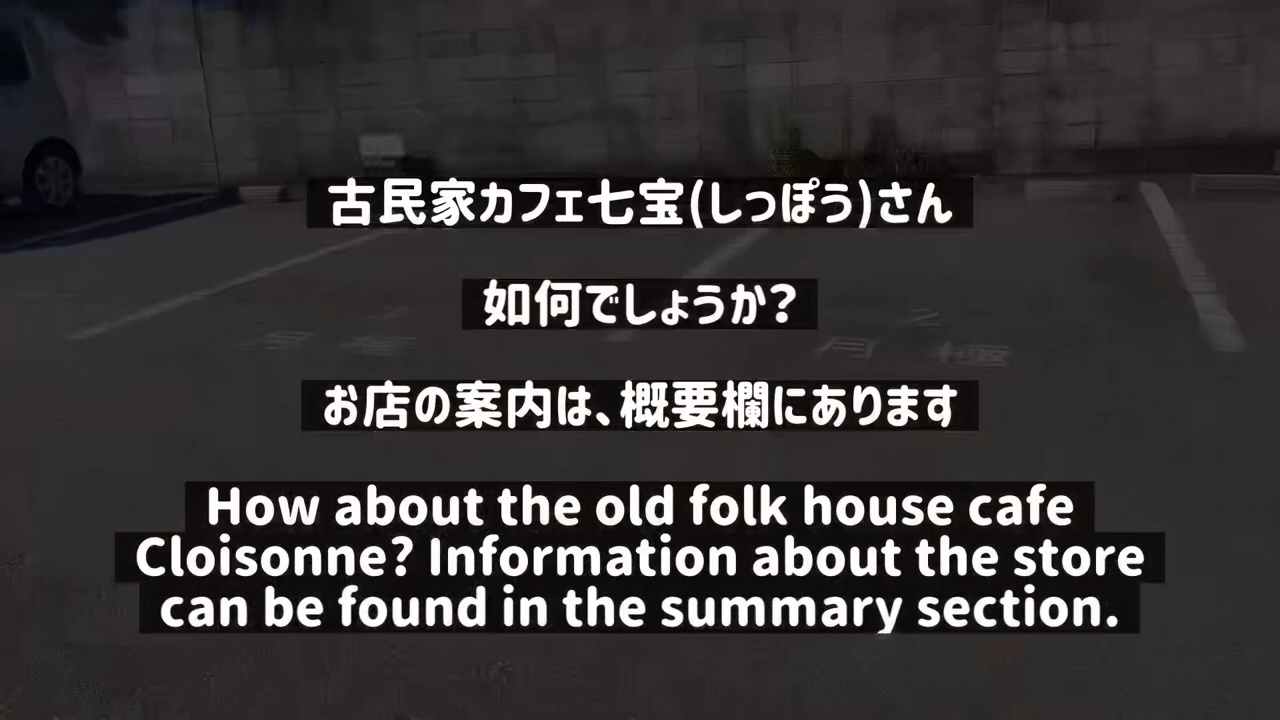 古民家カフェ七宝(しっぽう)さん
如何でしょうか？
お店の案内は、概要欄にあります
How about the old folk house cafe
Cloisonne? Information about the store
can be found in the summary section.